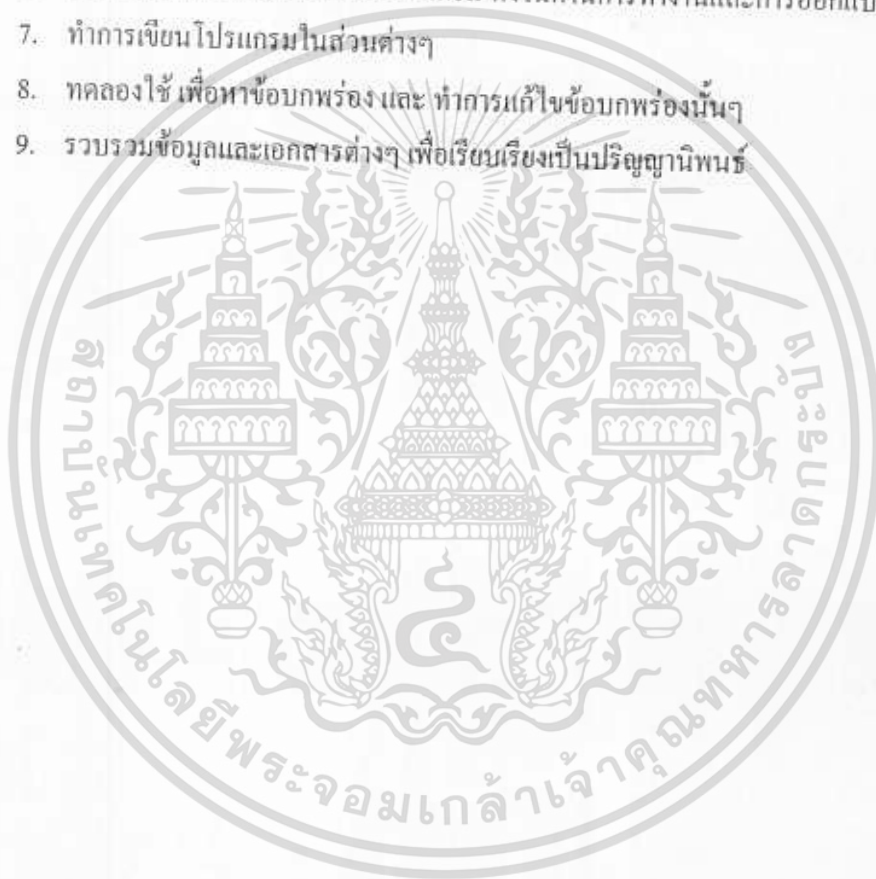 7. ทำการเขียนโปรแกรมในส่วนต่างๆ
8. ทดลองใช้ เพื่อหาข้อบกพร่อง และ ทำการแก้ไขข้อบกพร่องนั้นๆ
9. รวบรวมข้อมูลและเอกสารต่างๆ เพื่อเรียบเรียงเป็นปริญญานิพนธ์
สถาบันเทคโนโลยีพระจอมเกล้าเจ้าคุณทหารลาดกระบัง
๔